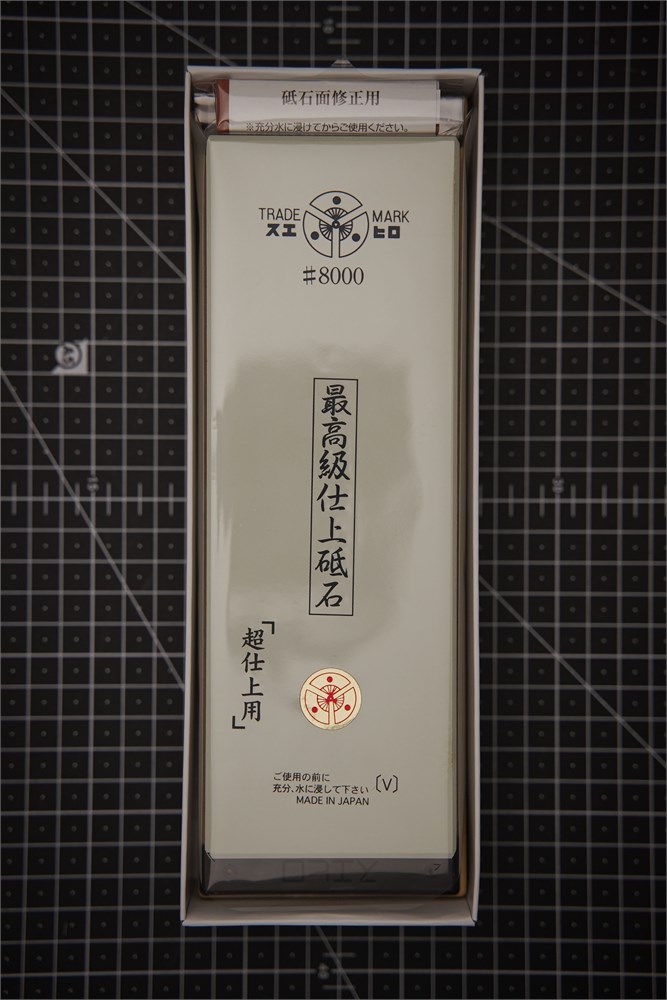 砥石面修正用
※充分水に浸けてからご使用ください。
TRADE MARK
スエ ヒロ
#8000
最高級仕上砥石
「超仕上用」
ご使用の前に
充分、水に浸して下さい
〔V〕
MADE IN JAPAN